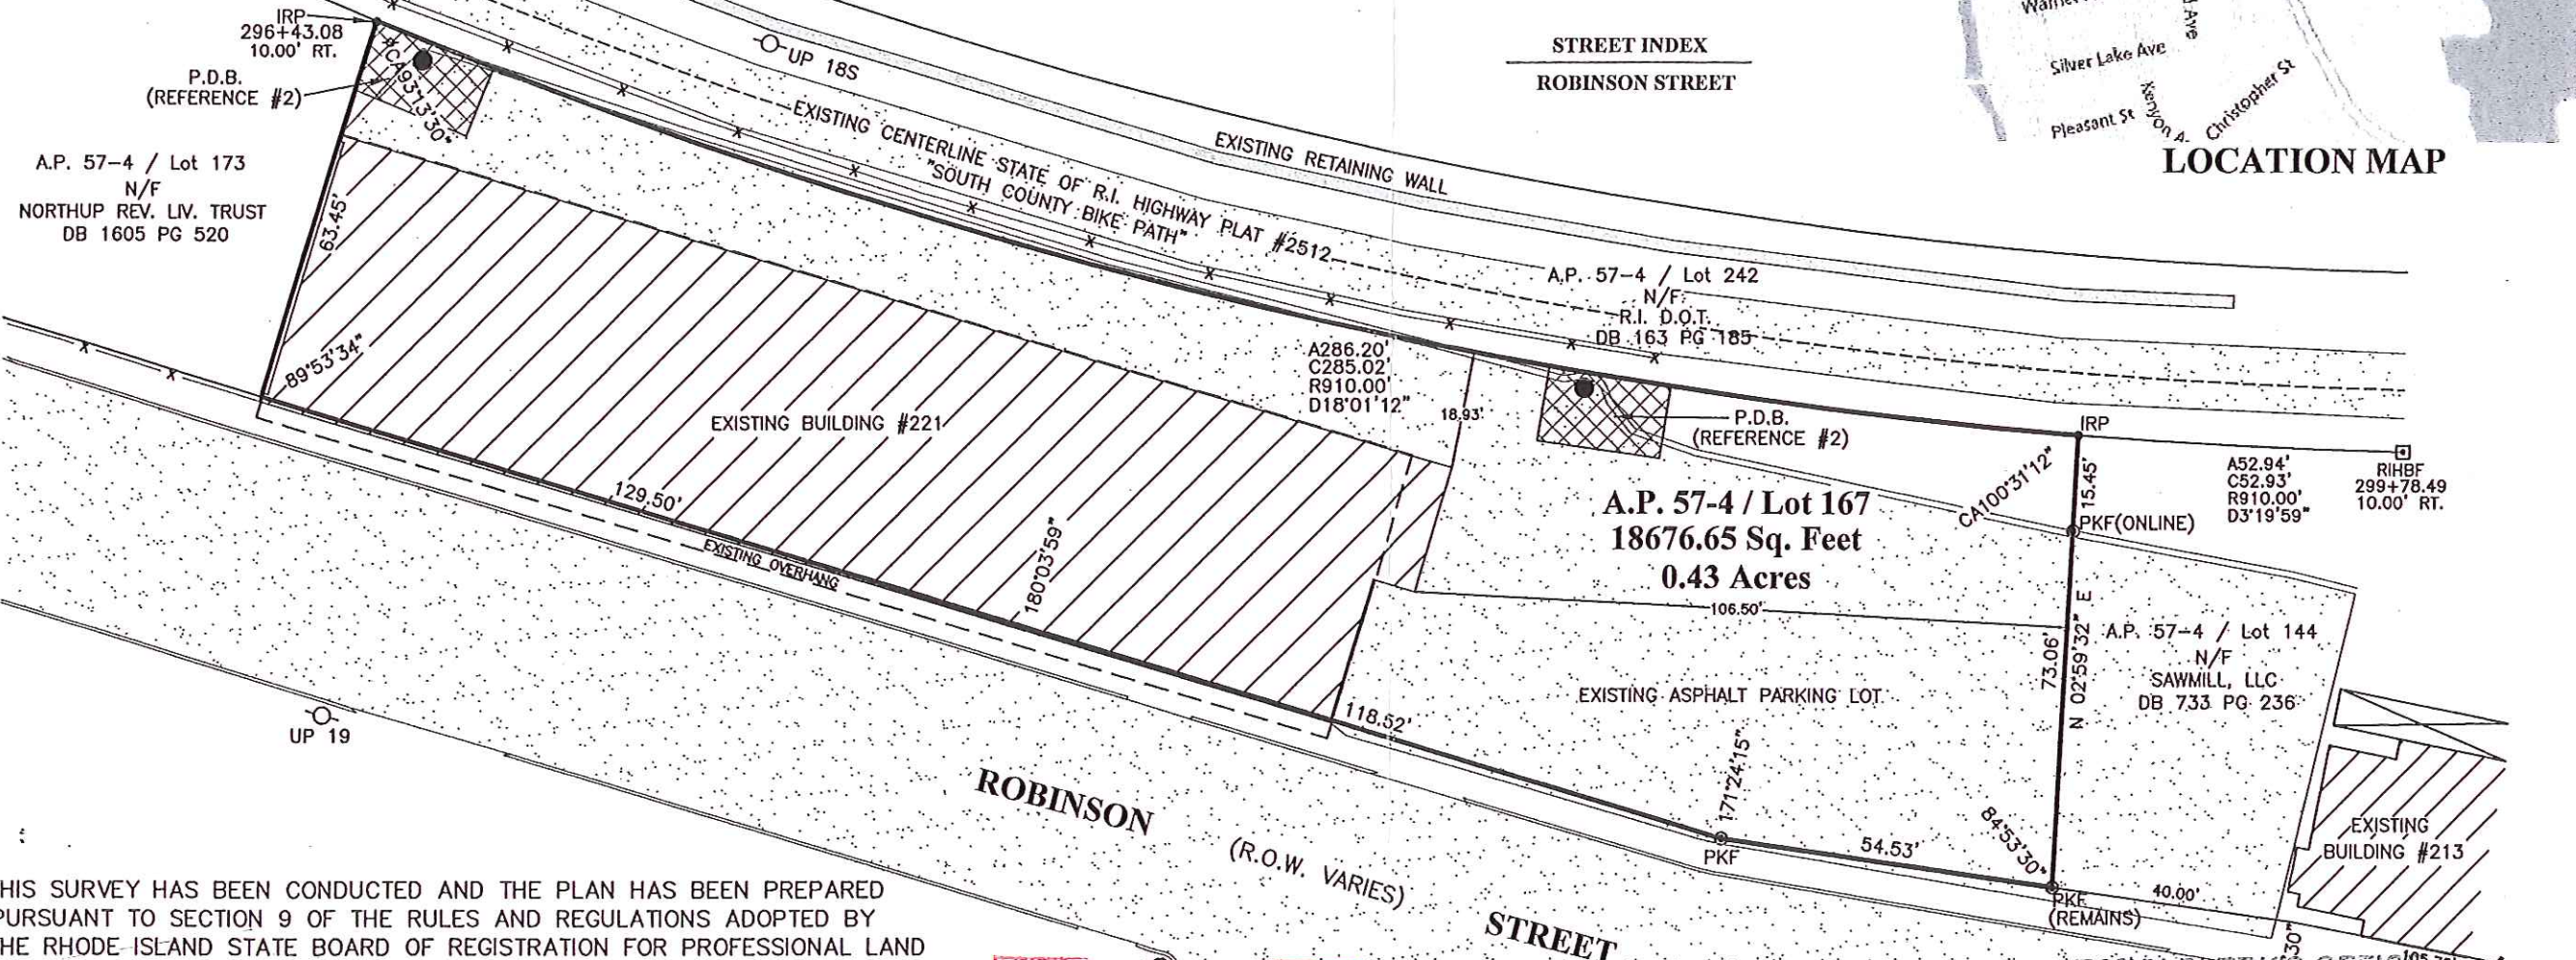 IRP
296+43.08
10.00' RT.
P.D.B.
(REFERENCE #2)
CA93°13'30"
A.P. 57-4 / Lot 173
N/F
NORTHUP REV. LIV. TRUST
DB 1605 PG 520
63.45'
89°53'34"
UP 18S
EXISTING CENTERLINE STATE OF R.I. HIGHWAY PLAT #2512
"SOUTH COUNTY BIKE PATH"
EXISTING RETAINING WALL
STREET INDEX
ROBINSON STREET
Silver Lake Ave
Pleasant St
Christopher St
Ave
LOCATION MAP
A.P. 57-4 / Lot 242
N/F
R.I. D.O.T.
DB 163 PG 185
A286.20'
C285.02'
R910.00'
D18°01'12"
18.93'
P.D.B.
(REFERENCE #2)
IRP
A52.94'
C52.93'
R910.00'
D3°19'59"
RIHBF
299+78.49
10.00' RT.
CA100°31'12"
15.45'
PKF(ONLINE)
EXISTING BUILDING #221
129.50'
EXISTING OVERHANG
180°03'59"
A.P. 57-4 / Lot 167
18676.65 Sq. Feet
0.43 Acres
106.50'
73.06'
N 02°59'32" E
A.P. 57-4 / Lot 144
N/F
SAWMILL, LLC
DB 733 PG 236
EXISTING ASPHALT PARKING LOT
118.52'
171°24'15"
PKF
54.53'
84°53'30"
PKF
(REMAINS)
40.00'
EXISTING
BUILDING #213
UP 19
ROBINSON
(R.O.W. VARIES)
STREET
HIS SURVEY HAS BEEN CONDUCTED AND THE PLAN HAS BEEN PREPARED
PURSUANT TO SECTION 9 OF THE RULES AND REGULATIONS ADOPTED BY
HE RHODE ISLAND STATE BOARD OF REGISTRATION FOR PROFESSIONAL LAND